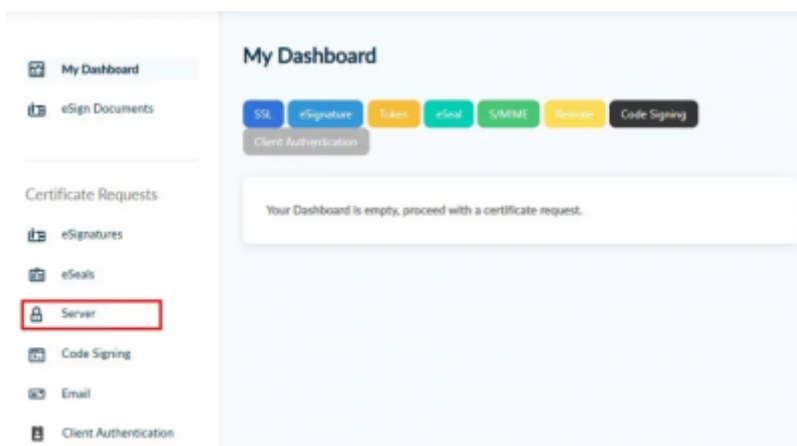 My Dashboard
eSign Documents
Certificate Requests
eSignatures
eSeals
Server
Code Signing
Email
Client Authentication
My Dashboard
SSL eSignature Token eSeal S/MIME Remote Code Signing
Client Authentication
Your Dashboard is empty, proceed with a certificate request.